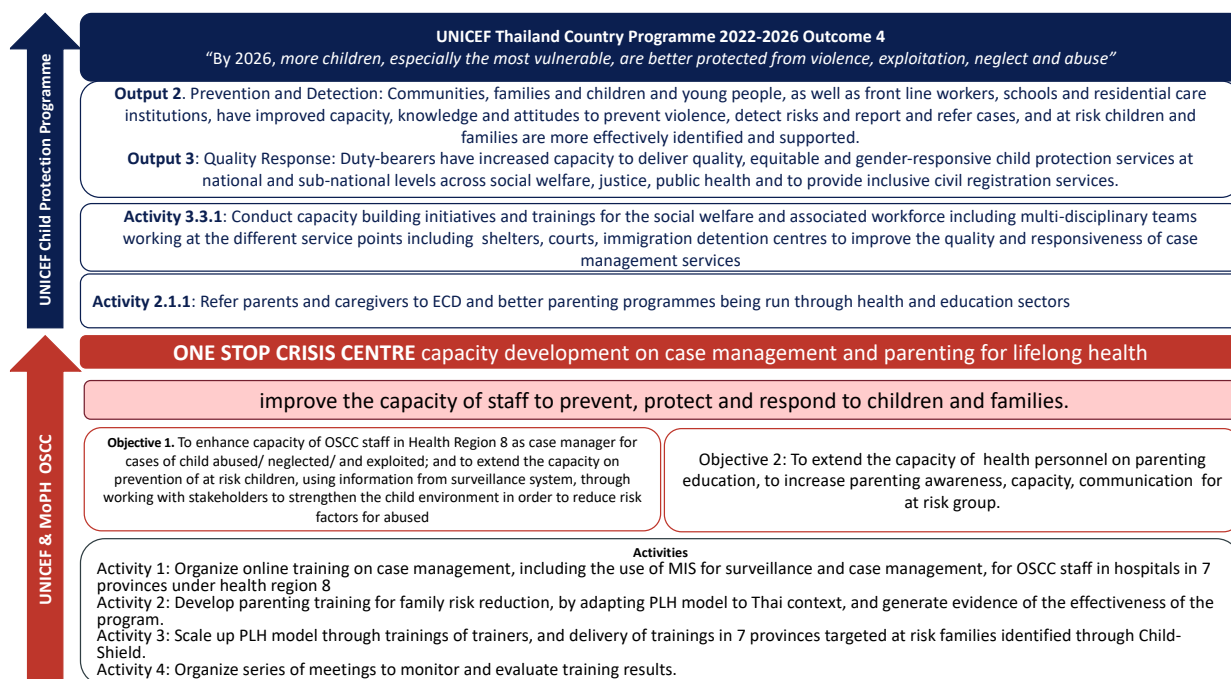 UNICEF Thailand Country Programme 2022-2026 Outcome 4
“By 2026, more children, especially the most vulnerable, are better protected from violence, exploitation, neglect and abuse”
UNICEF Child Protection Programme
Output 2. Prevention and Detection: Communities, families and children and young people, as well as front line workers, schools and residential care
institutions, have improved capacity, knowledge and attitudes to prevent violence, detect risks and report and refer cases, and at risk children and
families are more effectively identified and supported.
Output 3: Quality Response: Duty-bearers have increased capacity to deliver quality, equitable and gender-responsive child protection services at
national and sub-national levels across social welfare, justice, public health and to provide inclusive civil registration services.
Activity 3.3.1: Conduct capacity building initiatives and trainings for the social welfare and associated workforce including multi-disciplinary teams
working at the different service points including shelters, courts, immigration detention centres to improve the quality and responsiveness of case
management services
Activity 2.1.1: Refer parents and caregivers to ECD and better parenting programmes being run through health and education sectors
UNICEF & MoPH OSCC
ONE STOP CRISIS CENTRE capacity development on case management and parenting for lifelong health
improve the capacity of staff to prevent, protect and respond to children and families.
Objective 1. To enhance capacity of OSCC staff in Health Region 8 as case manager for
cases of child abused/ neglected/ and exploited; and to extend the capacity on
prevention of at risk children, using information from surveillance system, through
working with stakeholders to strengthen the child environment in order to reduce risk
factors for abused
Objective 2: To extend the capacity of health personnel on parenting
education, to increase parenting awareness, capacity, communication for
at risk group.
Activities
Activity 1: Organize online training on case management, including the use of MIS for surveillance and case management, for OSCC staff in hospitals in 7
provinces under health region 8
Activity 2: Develop parenting training for family risk reduction, by adapting PLH model to Thai context, and generate evidence of the effectiveness of the
program.
Activity 3: Scale up PLH model through trainings of trainers, and delivery of trainings in 7 provinces targeted at risk families identified through Child-
Shield.
Activity 4: Organize series of meetings to monitor and evaluate training results.